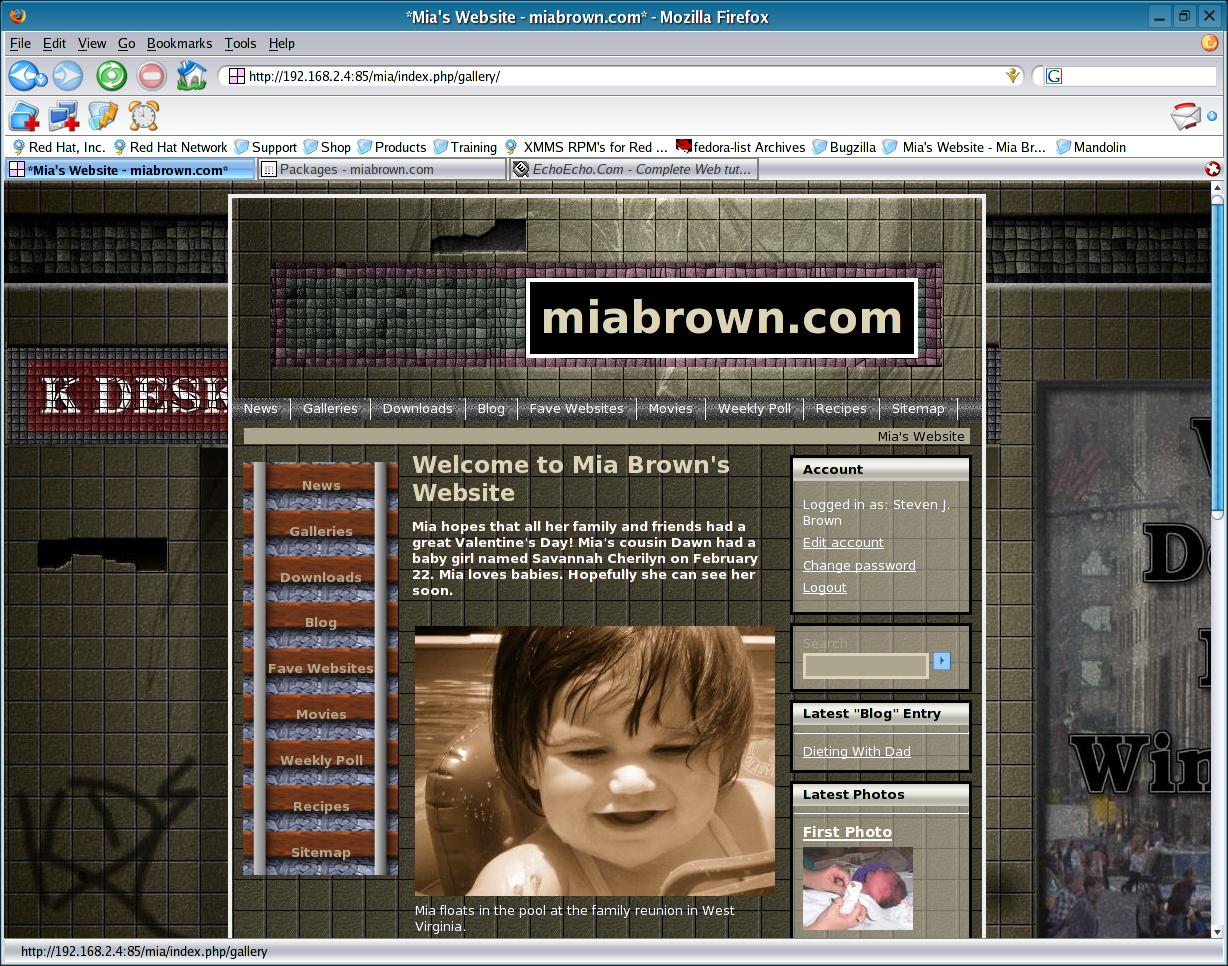 *Mia's Website - miabrown.com* - Mozilla Firefox
File Edit View Go Bookmarks Tools Help
http://192.168.2.4:85/mia/index.php/gallery/
G
Red Hat, Inc. Red Hat Network Support Shop Products Training XMMS RPM's for Red ... fedora-list Archives Bugzilla Mia's Website - Mia Br... Mandolin
*Mia's Website - miabrown.com* Packages - miabrown.com EchoEcho.Com - Complete Web tut...
miabrown.com
K DESK
News Galleries Downloads Blog Fave Websites Movies Weekly Poll Recipes Sitemap
Mia's Website
News
Galleries
Downloads
Blog
Fave Websites
Movies
Weekly Poll
Recipes
Sitemap
Welcome to Mia Brown's
Website
Mia hopes that all her family and friends had a
great Valentine's Day! Mia's cousin Dawn had a
baby girl named Savannah Cherilyn on February
22. Mia loves babies. Hopefully she can see her
soon.
Mia floats in the pool at the family reunion in West
Virginia.
Account
Logged in as: Steven J.
Brown
Edit account
Change password
Logout
Search
Latest "Blog" Entry
Dieting With Dad
Latest Photos
First Photo
http://192.168.2.4:85/mia/index.php/gallery